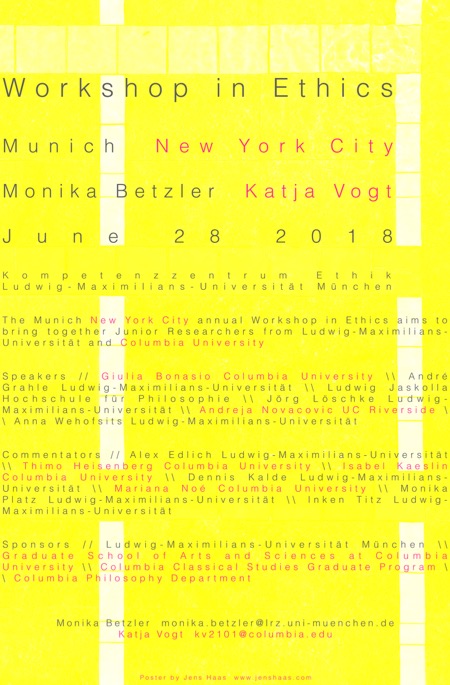 Workshop in Ethics
Munich New York City
Monika Betzler Katja Vogt
June 28 2018
Kompetenzzentrum Ethik
Ludwig-Maximilians-Universität München
The Munich New York City annual Workshop in Ethics aims to
bring together Junior Researchers from Ludwig-Maximilians-
Universität and Columbia University
Speakers // Giulia Bonasio Columbia University \\ André
Grahle Ludwig-Maximilians-Universität \\ Ludwig Jaskolla
Hochschule für Philosophie \\ Jörg Löschke Ludwig-
Maximilians-Universität \\ Andreja Novacovic UC Riverside \
\ Anna Wehofsits Ludwig-Maximilians-Universität
Commentators // Alex Edlich Ludwig-Maximilians-Universität
\\ Thimo Heisenberg Columbia University \\ Isabel Kaeslin
Columbia University \\ Dennis Kalde Ludwig-Maximilians-
Universität \\ Mariana Noé Columbia University \\ Monika
Platz Ludwig-Maximilians-Universität \\ Inken Titz Ludwig-
Maximilians-Universität
Sponsors // Ludwig-Maximilians-Universität München \\
Graduate School of Arts and Sciences at Columbia
University \\ Columbia Classical Studies Graduate Program \
\ Columbia Philosophy Department
Monika Betzler monika.betzler@lrz.uni-muenchen.de
Katja Vogt kv2101@columbia.edu
Poster by Jens Haas www.jenshaas.com